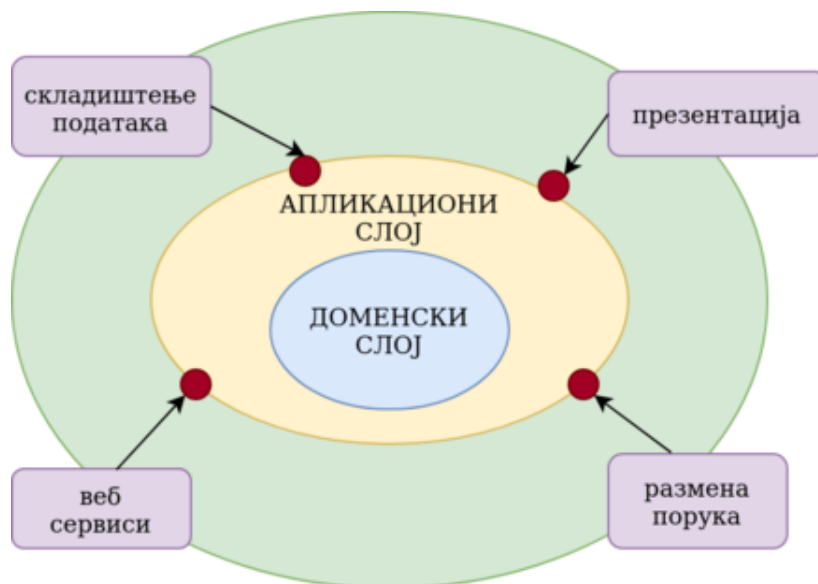 складиштење
података
презентација
АПЛИКАЦИОНИ
СЛОЈ
ДОМЕНСКИ
СЛОЈ
веб
сервиси
размена
порука